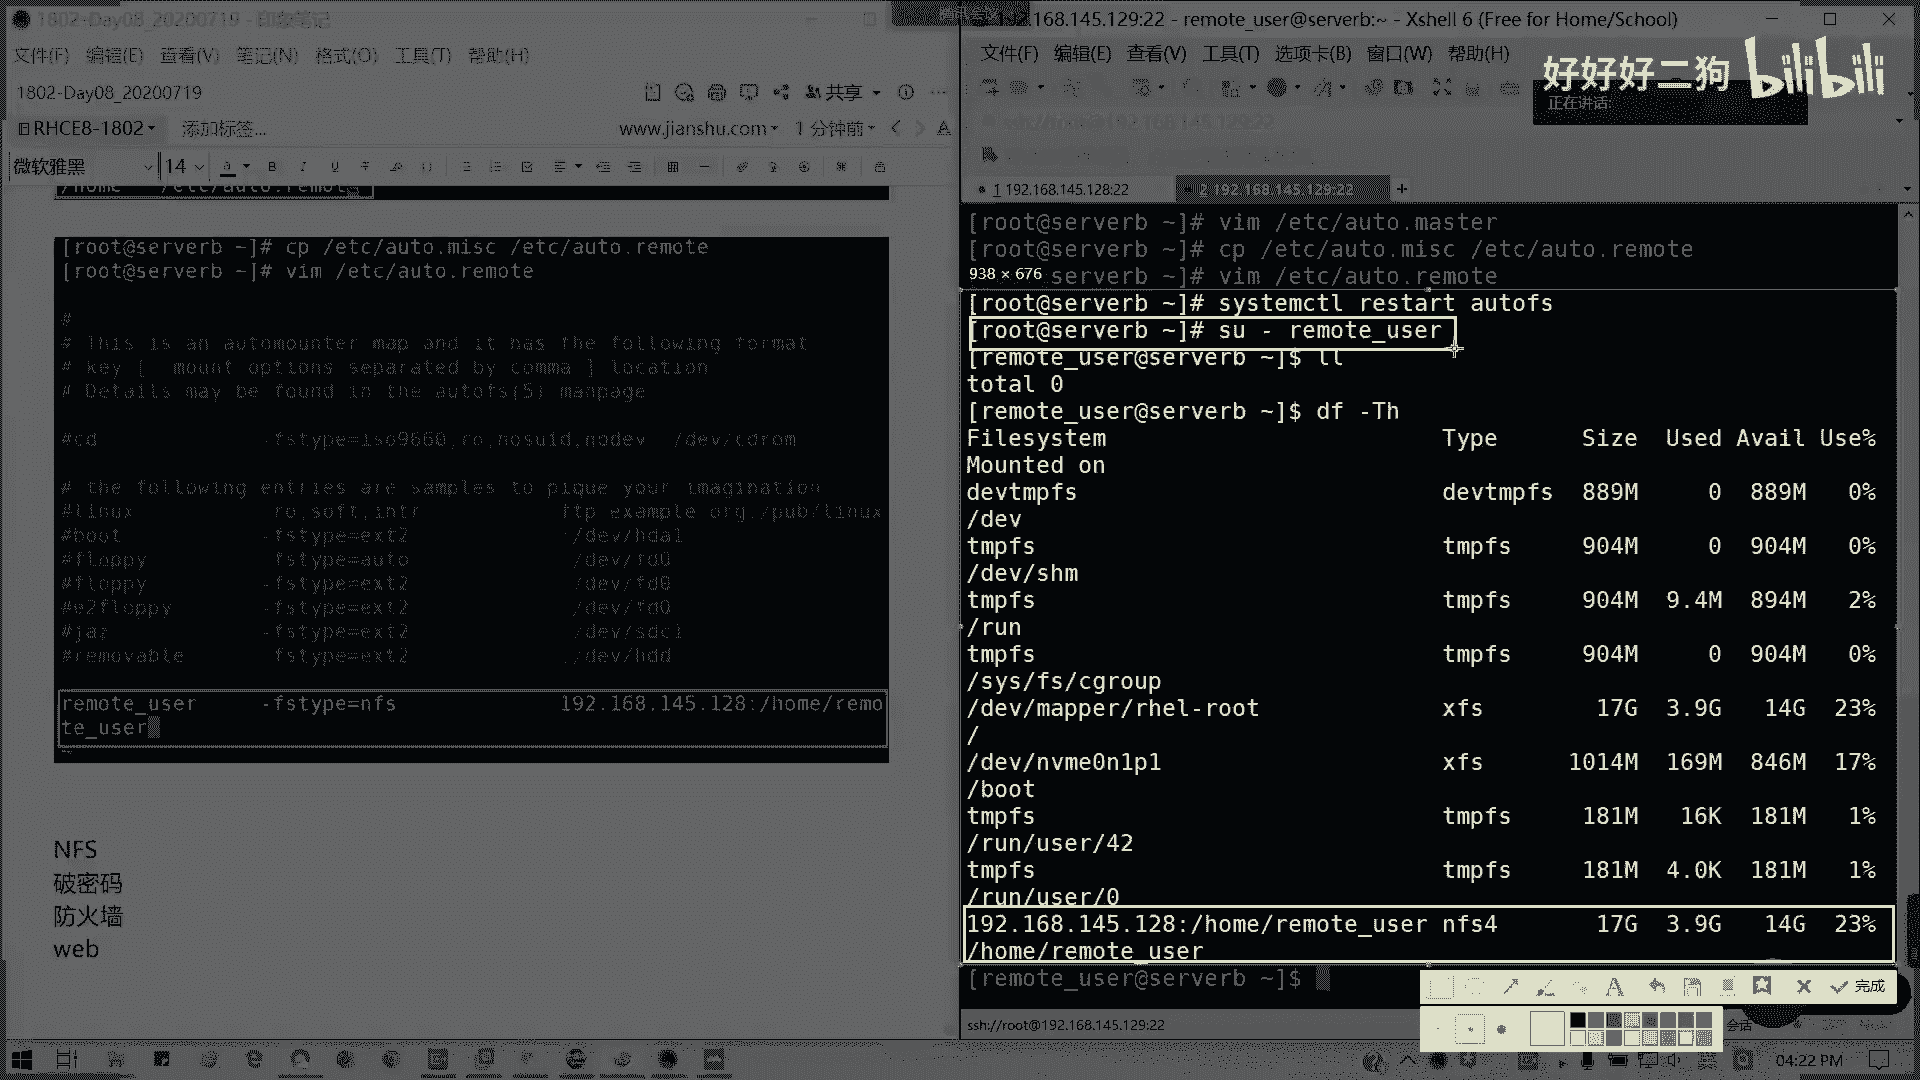 1802-Day08_20200719 - 印象笔记
文件(F) 编辑(E) 查看(V) 笔记(N) 格式(O) 工具(T) 帮助(H)
1802-Day08_20200719
共享
RHCE8-1802
添加标签...
www.jianshu.com
1 分钟前
微软雅黑
14
/home /etc/auto.remote
[root@serverb ~]# cp /etc/auto.misc /etc/auto.remote
[root@serverb ~]# vim /etc/auto.remote
#
# This is an automounter map and it has the following format
# key [ mount options separated by comma ] location
# Details may be found in the autofs(5) manpage
#cd -fstype=iso9660,ro,nosuid,nodev /dev/cdrom
# the following entries are samples to pique your imagination
#linux ro,soft,intr ftp example org:/pub/linux
#boot -fstype=ext2 /dev/hda1
#floppy fstype=auto /dev/fd0
#floppy -fstype=ext2 /dev/fd0
#e2floppy -fstype=ext2 /dev/fd0
#jaz -fstype=ext2 /dev/sdc1
#removable fstype=ext2 /dev/hdd
remote_user -fstype=nfs 192.168.145.128:/home/remo
te_user
NFS
破密码
防火墙
web
192.168.145.129:22 - remote_user@serverb:~ - Xshell 6 (Free for Home/School)
文件(F) 编辑(E) 查看(V) 工具(T) 选项卡(B) 窗口(W) 帮助(H)
好好好二狗 bilibili
正在讲话:
ssh://root@192.168.145.129:22
1 192.168.145.128:22
2 192.168.145.129:22
[root@serverb ~]# vim /etc/auto.master
[root@serverb ~]# cp /etc/auto.misc /etc/auto.remote
938 × 676
serverb ~]# vim /etc/auto.remote
[root@serverb ~]# systemctl restart autofs
[root@serverb ~]# su - remote_user
[remote_user@serverb ~]$ ll
total 0
[remote_user@serverb ~]$ df -Th
Filesystem Type Size Used Avail Use%
Mounted on
devtmpfs devtmpfs 889M 0 889M 0%
/dev
tmpfs tmpfs 904M 0 904M 0%
/dev/shm
tmpfs tmpfs 904M 9.4M 894M 2%
/run
tmpfs tmpfs 904M 0 904M 0%
/sys/fs/cgroup
/dev/mapper/rhel-root xfs 17G 3.9G 14G 23%
/
/dev/nvme0n1p1 xfs 1014M 169M 846M 17%
/boot
tmpfs tmpfs 181M 16K 181M 1%
/run/user/42
tmpfs tmpfs 181M 4.0K 181M 1%
/run/user/0
192.168.145.128:/home/remote_user nfs4 17G 3.9G 14G 23%
/home/remote_user
[remote_user@serverb ~]$
完成
ssh://root@192.168.145.129:22
会话
04:22 PM